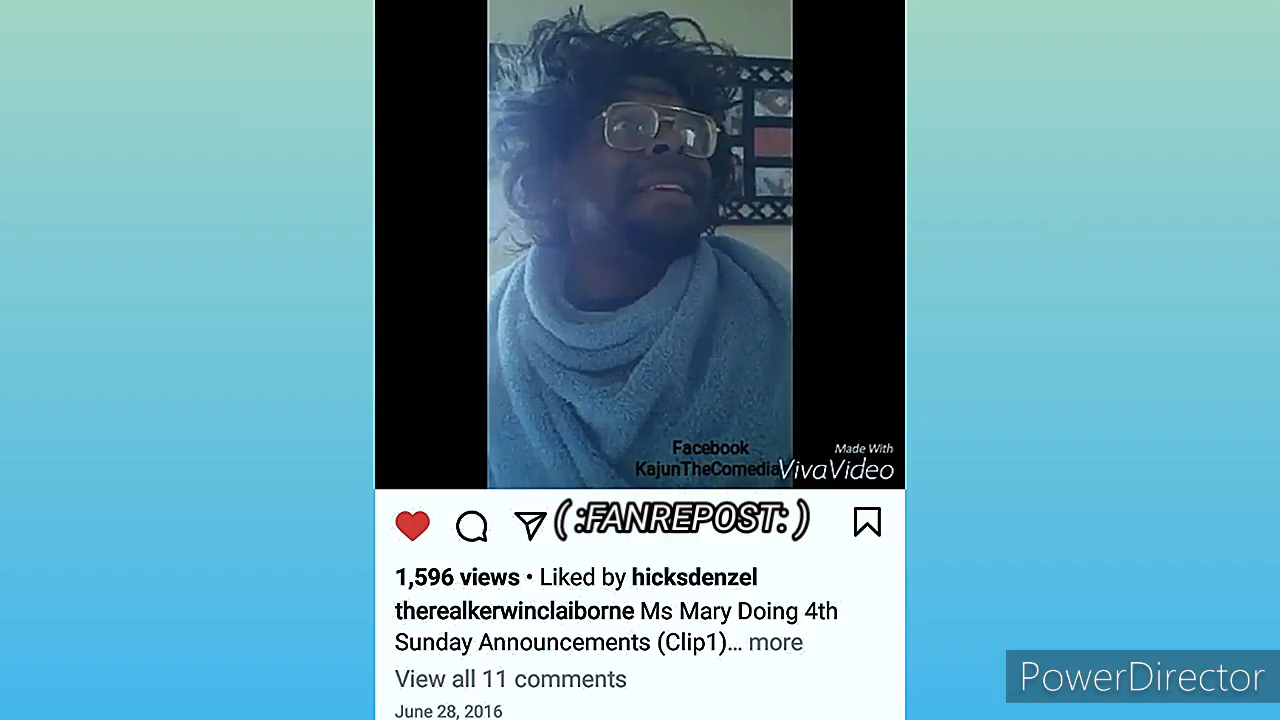 Facebook
KajunTheComedia
Made With
VivaVideo
( :FANREPOST: )
1,596 views • Liked by hicksdenzel
therealkerwinclaiborne Ms Mary Doing 4th
Sunday Announcements (Clip1)... more
View all 11 comments
June 28, 2016
PowerDirector